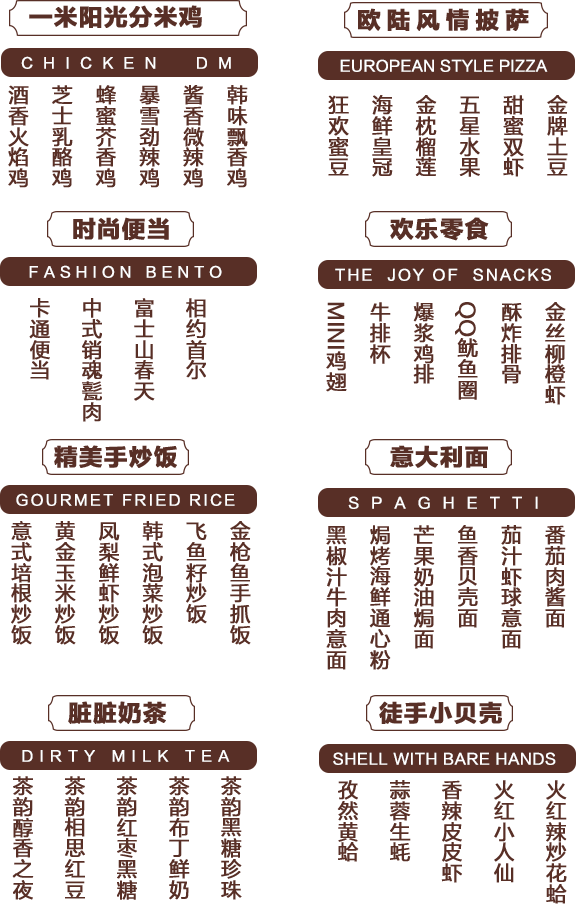 一米阳光分米鸡
CHICKEN DM
酒香火焰鸡
芝士乳酪鸡
蜂蜜芥香鸡
暴雪劲辣鸡
酱香微辣鸡
韩味飘香鸡
欧陆风情披萨
EUROPEAN STYLE PIZZA
狂欢蜜豆
海鲜皇冠
金枕榴莲
五星水果
甜蜜双虾
金牌土豆
时尚便当
FASHION BENTO
卡通便当
中式销魂甏肉
富士山春天
相约首尔
欢乐零食
THE JOY OF SNACKS
MINI鸡翅
牛排杯
爆浆鸡排
QQ鱿鱼圈
酥炸排骨
金丝柳橙虾
精美手炒饭
GOURMET FRIED RICE
意式培根炒饭
黄金玉米炒饭
凤梨鲜虾炒饭
韩式泡菜炒饭
飞鱼籽炒饭
金枪鱼手抓饭
意大利面
SPAGHETTI
黑椒汁牛肉意面
焗烤海鲜通心粉
芒果奶油焗面
鱼香贝壳面
茄汁虾球意面
番茄肉酱面
脏脏奶茶
DIRTY MILK TEA
茶韵醇香之夜
茶韵相思红豆
茶韵红枣黑糖
茶韵布丁鲜奶
茶韵黑糖珍珠
徒手小贝壳
SHELL WITH BARE HANDS
孜然黄蛤
蒜蓉生蚝
香辣皮皮虾
火红小人仙
火红辣炒花蛤